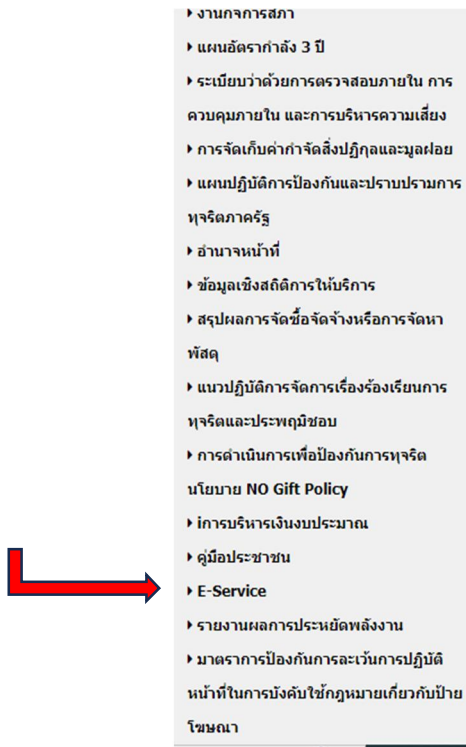 งานกิจการสภา
แผนอัตรากำลัง 3 ปี
ระเบียบว่าด้วยการตรวจสอบภายใน การ
ควบคุมภายใน และการบริหารความเสี่ยง
การจัดเก็บค่ากำจัดสิ่งปฏิกุลและมูลฝอย
แผนปฏิบัติการป้องกันและปราบปรามการ
ทุจริตภาครัฐ
อำนาจหน้าที่
ข้อมูลเชิงสถิติการให้บริการ
สรุปผลการจัดซื้อจัดจ้างหรือการจัดหา
พัสดุ
แนวปฏิบัติการจัดการเรื่องร้องเรียนการ
ทุจริตและประพฤมิชอบ
การดำเนินการเพื่อป้องกันการทุจริต
นโยบาย NO Gift Policy
iการบริหารเงินงบประมาณ
คู่มือประชาชน
E-Service
รายงานผลการประหยัดพลังงาน
มาตราการป้องกันการละเว้นการปฏิบัติ
หน้าที่ในการบังคับใช้กฎหมายเกี่ยวกับป้าย
โฆษณา